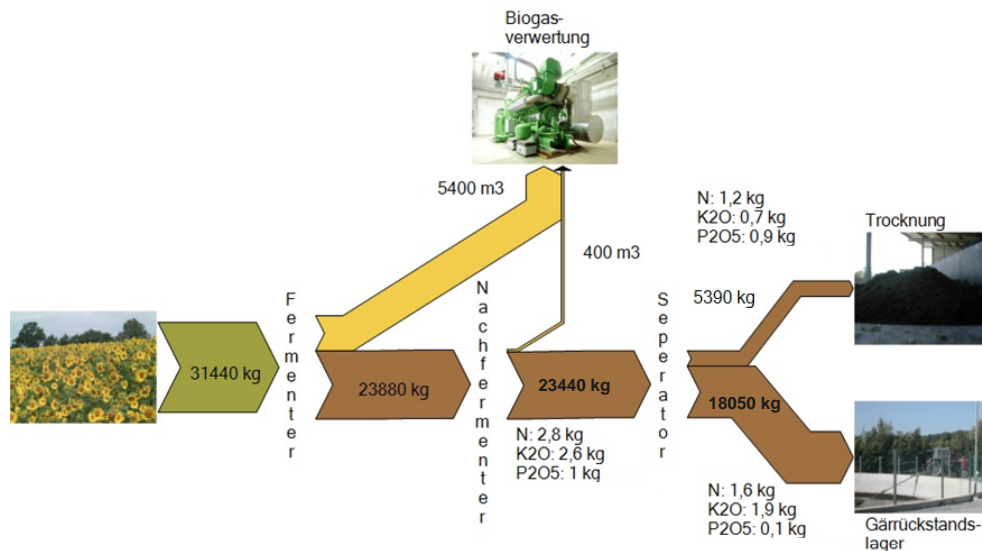 Biogas-
verwertung
5400 m3
400 m3
N: 1,2 kg
K2O: 0,7 kg
P2O5: 0,9 kg
Trocknung
5390 kg
Fermenter
Nachfermenter
Seperator
31440 kg
23880 kg
23440 kg
18050 kg
N: 2,8 kg
K2O: 2,6 kg
P2O5: 1 kg
N: 1,6 kg
K2O: 1,9 kg
P2O5: 0,1 kg
Gärrückstands-
lager